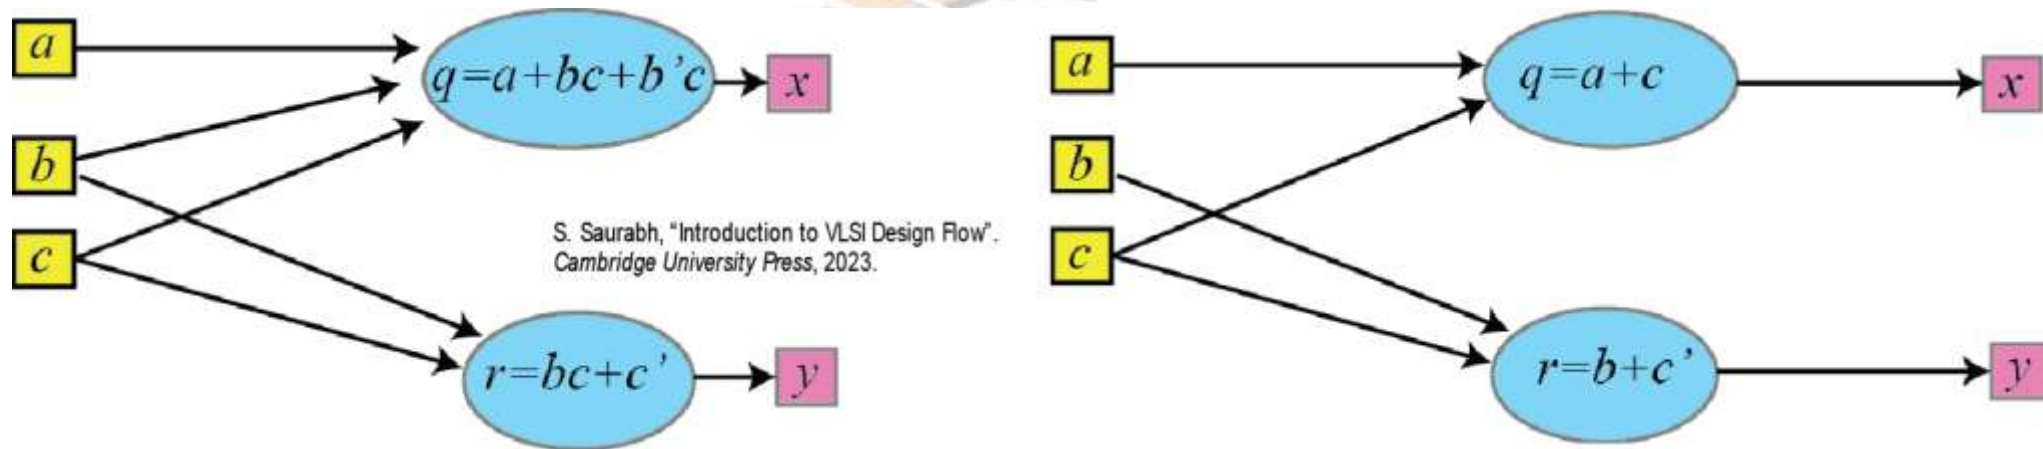 a
q=a+bc+b'c
x
b
c
r=bc+c'
y
S. Saurabh, "Introduction to VLSI Design Flow".
Cambridge University Press, 2023.
a
q=a+c
x
b
c
r=b+c'
y